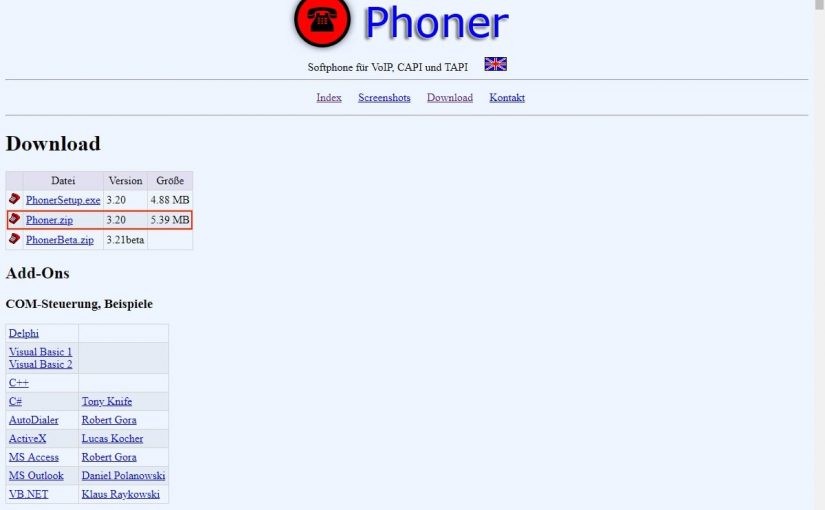 Phoner
Softphone für VoIP, CAPI und TAPI
Index Screenshots Download Kontakt
Download
Datei Version Größe
PhonerSetup.exe 3.20 4.88 MB
Phoner.zip 3.20 5.39 MB
PhonerBeta.zip 3.21beta
Add-Ons
COM-Steuerung, Beispiele
Delphi
Visual Basic 1
Visual Basic 2
C++
C# Tony Knife
AutoDialer Robert Gora
ActiveX Lucas Kocher
MS Access Robert Gora
MS Outlook Daniel Polanowski
VB.NET Klaus Raykowski